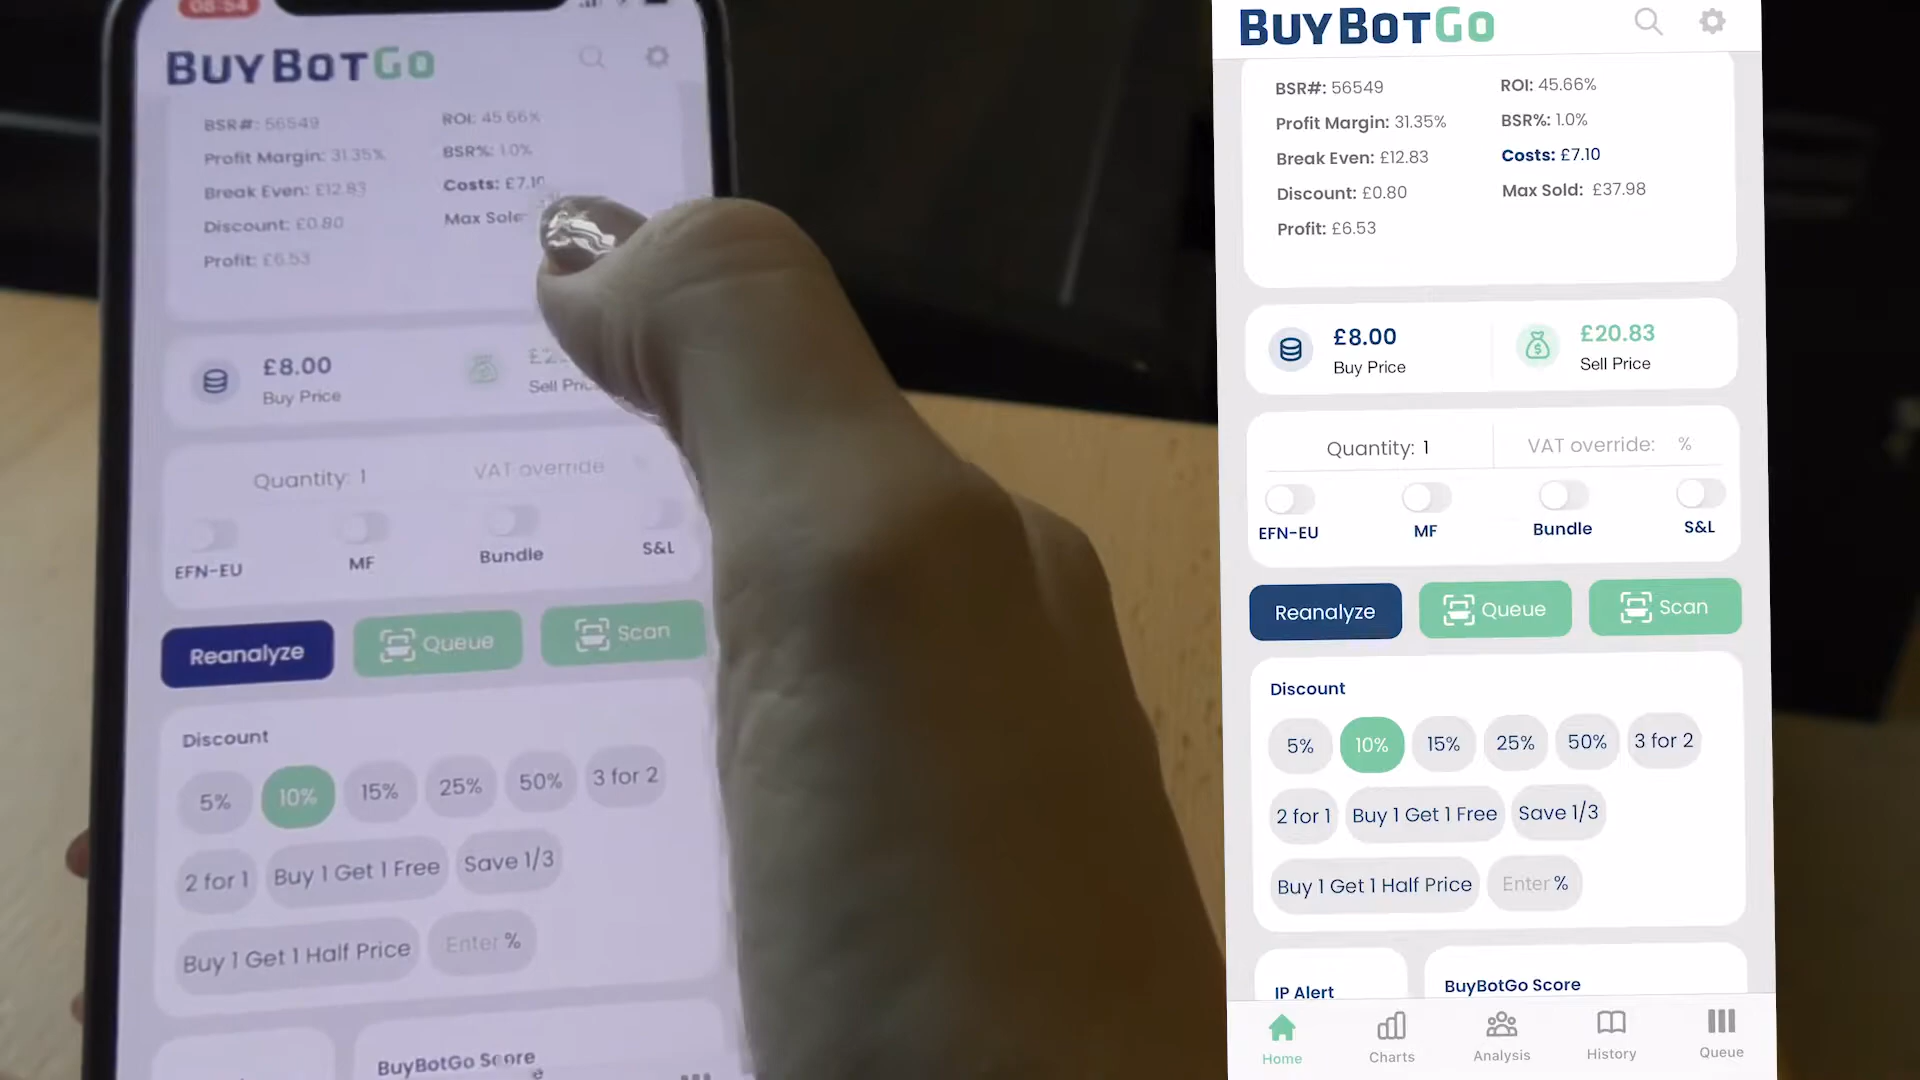 08:54
BUYBOTGO
BSR#: 56549
ROI: 45.66%
Profit Margin: 31.35%
BSR%: 1.0%
Break Even: £12.83
Costs: £7.10
Discount: £0.80
Max Sold
Profit: £6.53
£8.00
Buy Price
Sell Price
Quantity: 1
VAT override
%
EFN-EU
MF
Bundle
S&L
Reanalyze
Queue
Scan
Discount
5%
10%
15%
25%
50%
3 for 2
2 for 1
Buy 1 Get 1 Free
Save 1/3
Buy 1 Get 1 Half Price
Enter %
BuyBotGo Score
BUYBOTGO
BSR#: 56549
ROI: 45.66%
Profit Margin: 31.35%
BSR%: 1.0%
Break Even: £12.83
Costs: £7.10
Discount: £0.80
Max Sold: £37.98
Profit: £6.53
£8.00
Buy Price
£20.83
Sell Price
Quantity: 1
VAT override: %
EFN-EU
MF
Bundle
S&L
Reanalyze
Queue
Scan
Discount
5%
10%
15%
25%
50%
3 for 2
2 for 1
Buy 1 Get 1 Free
Save 1/3
Buy 1 Get 1 Half Price
Enter %
IP Alert
BuyBotGo Score
Home
Charts
Analysis
History
Queue